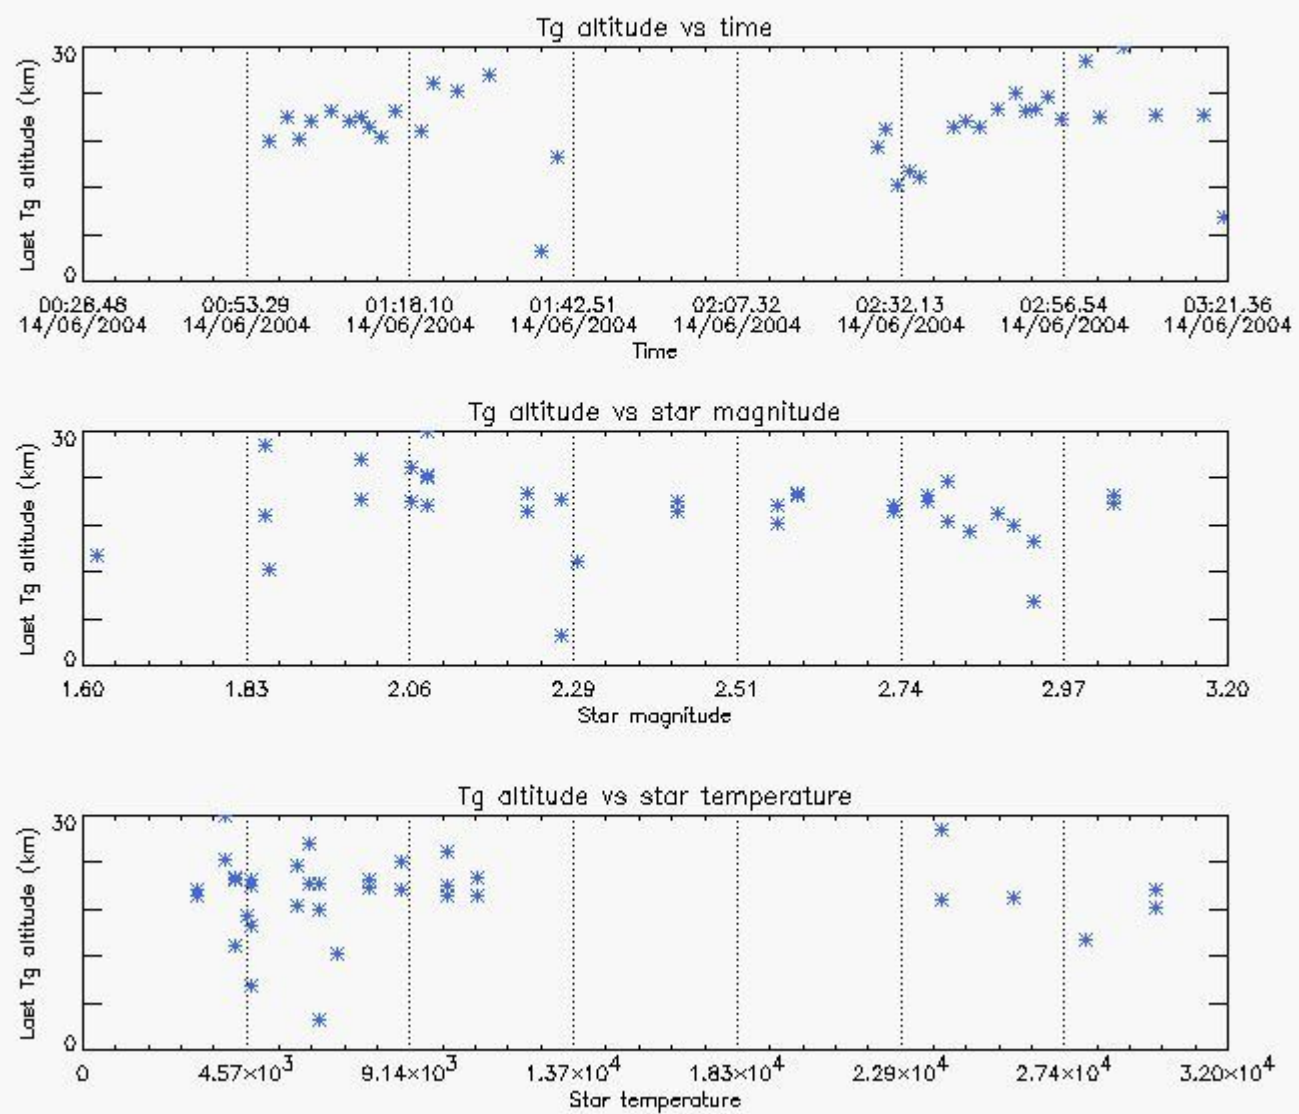 Tg altitude vs time
30
Last Tg altitude (km)
0
00:28.48 00:53.29 01:18.10 01:42.51 02:07.32 02:32.13 02:56.54 03:21.36
14/06/2004 14/06/2004 14/06/2004 14/06/2004 14/06/2004 14/06/2004 14/06/2004 14/06/2004
Time
Tg altitude vs star magnitude
30
Last Tg altitude (km)
0
1.60 1.83 2.06 2.29 2.51 2.74 2.97 3.20
Star magnitude
Tg altitude vs star temperature
30
Last Tg altitude (km)
0
0 4.57×10³ 9.14×10³ 1.37×10⁴ 1.83×10⁴ 2.29×10⁴ 2.74×10⁴ 3.20×10⁴
Star temperature